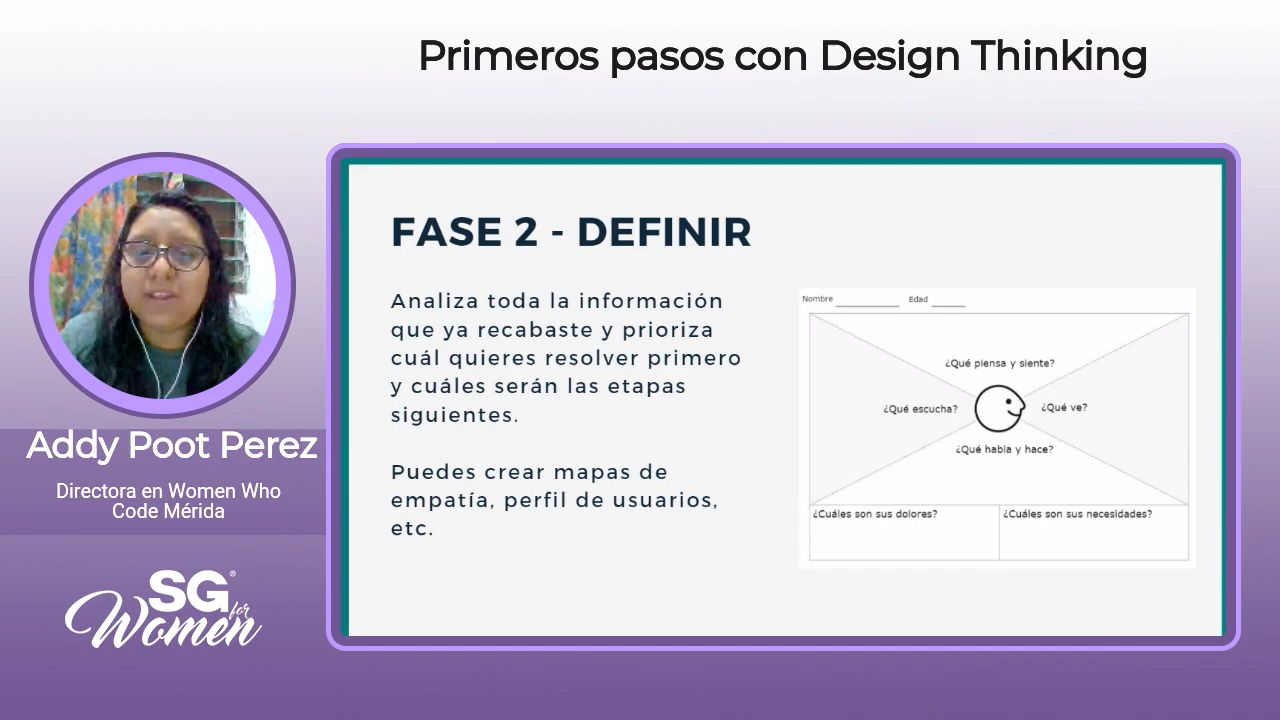 Primeros pasos con Design Thinking
FASE 2 - DEFINIR
Analiza toda la información
que ya recabaste y prioriza
cuál quieres resolver primero
y cuáles serán las etapas
siguientes.
Puedes crear mapas de
empatía, perfil de usuarios,
etc.
Nombre Edad
¿Qué piensa y siente?
¿Qué escucha? ¿Qué ve?
¿Qué habla y hace?
¿Cuáles son sus dolores? ¿Cuáles son sus necesidades?
Addy Poot Perez
Directora en Women Who
Code Mérida
SG®
for
Women